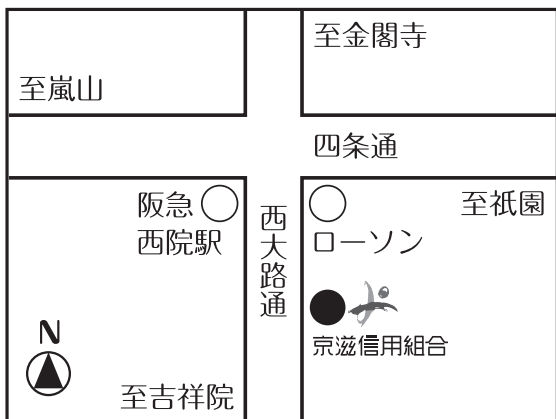 至金閣寺
至嵐山
四条通
阪急
西院駅
西大路通
ローソン
至祇園
京滋信用組合
N
至吉祥院